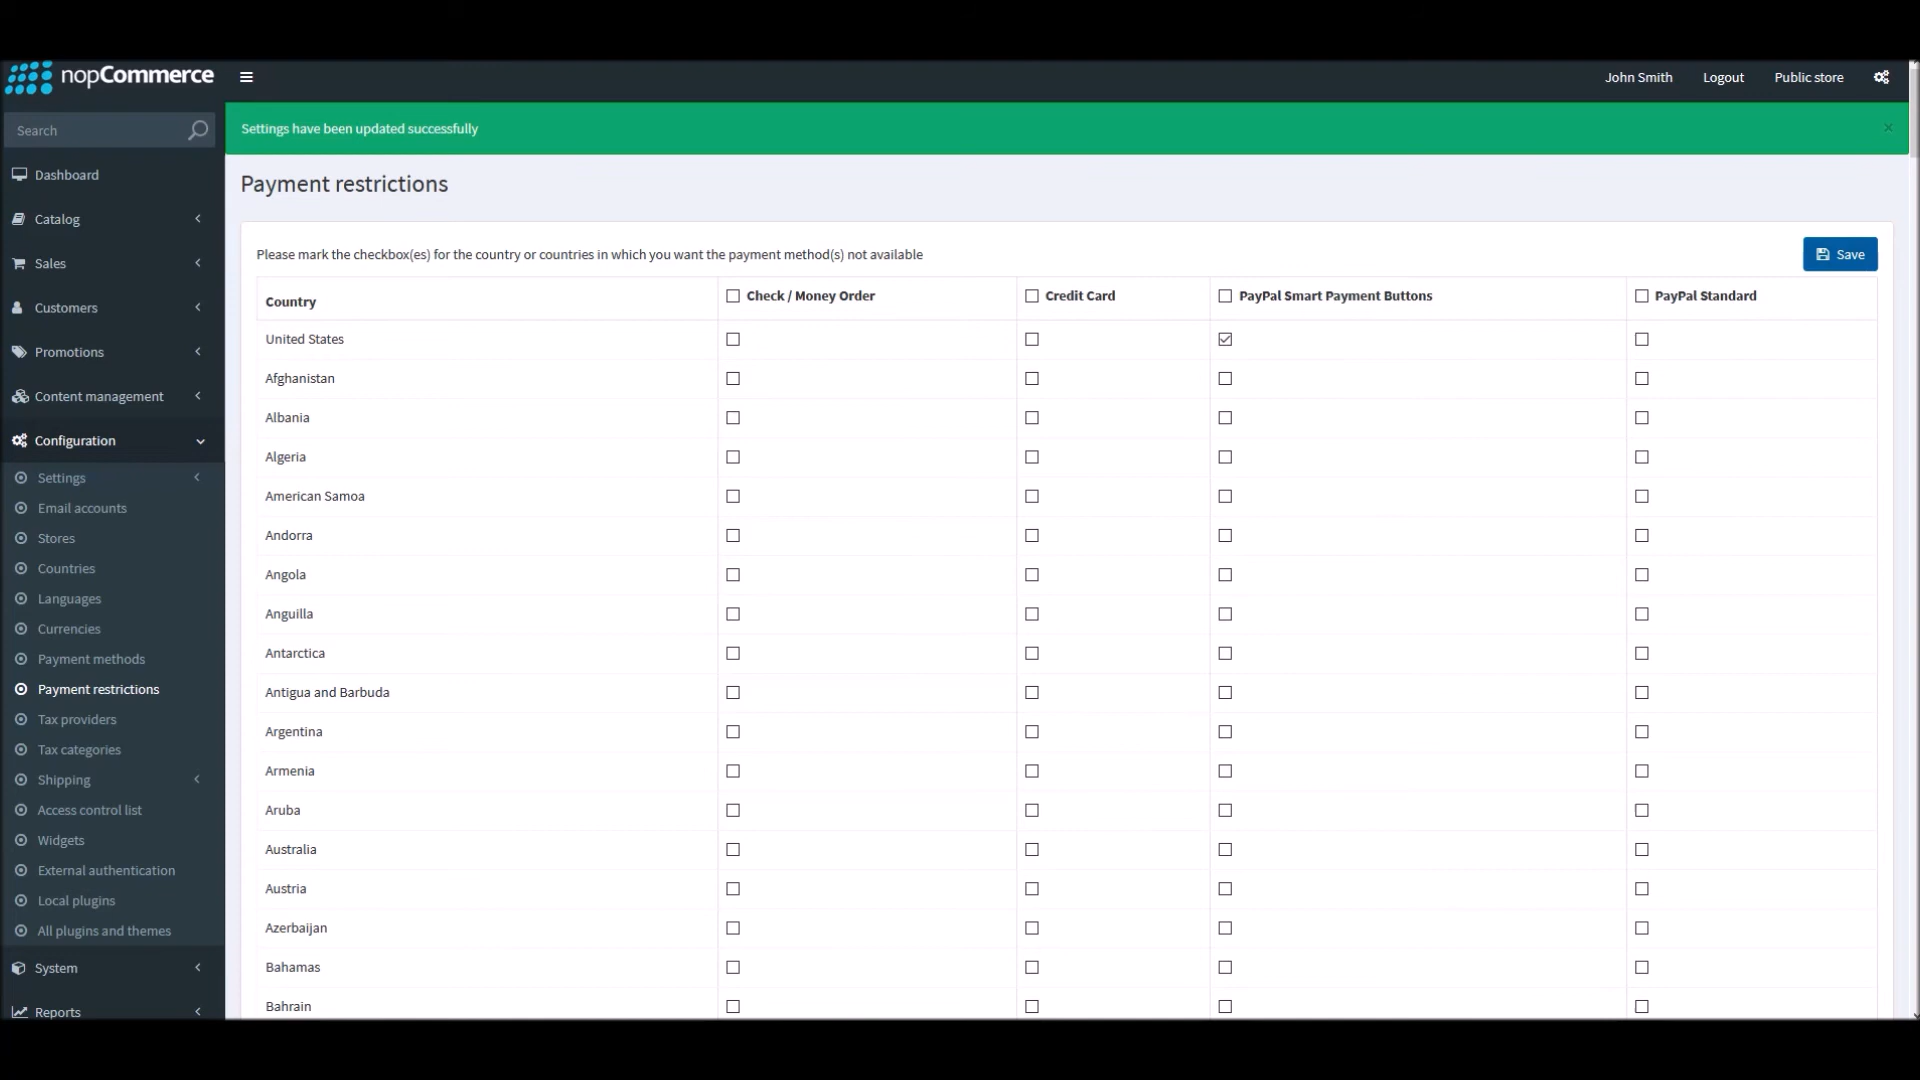 nopCommerce
John Smith Logout Public store
Search
Settings have been updated successfully
×
Dashboard
Catalog
Sales
Customers
Promotions
Content management
Configuration
Settings
Email accounts
Stores
Countries
Languages
Currencies
Payment methods
Payment restrictions
Tax providers
Tax categories
Shipping
Access control list
Widgets
External authentication
Local plugins
All plugins and themes
System
Reports
Payment restrictions
Please mark the checkbox(es) for the country or countries in which you want the payment method(s) not available
Save
Country Check / Money Order Credit Card PayPal Smart Payment Buttons PayPal Standard
United States
Afghanistan
Albania
Algeria
American Samoa
Andorra
Angola
Anguilla
Antarctica
Antigua and Barbuda
Argentina
Armenia
Aruba
Australia
Austria
Azerbaijan
Bahamas
Bahrain